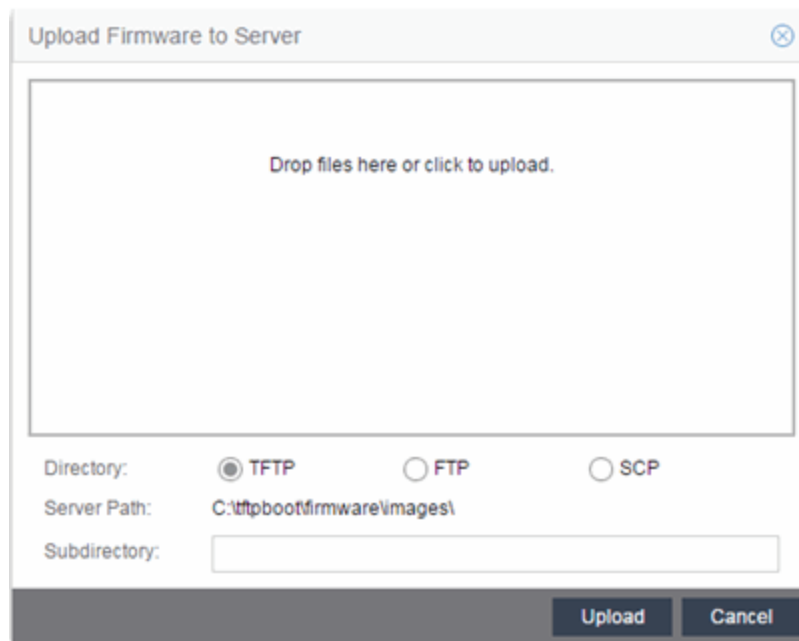 Upload Firmware to Server
Drop files here or click to upload.
Directory: TFTP FTP SCP
Server Path: C:\tftpboot\firmware\images\
Subdirectory:
Upload Cancel